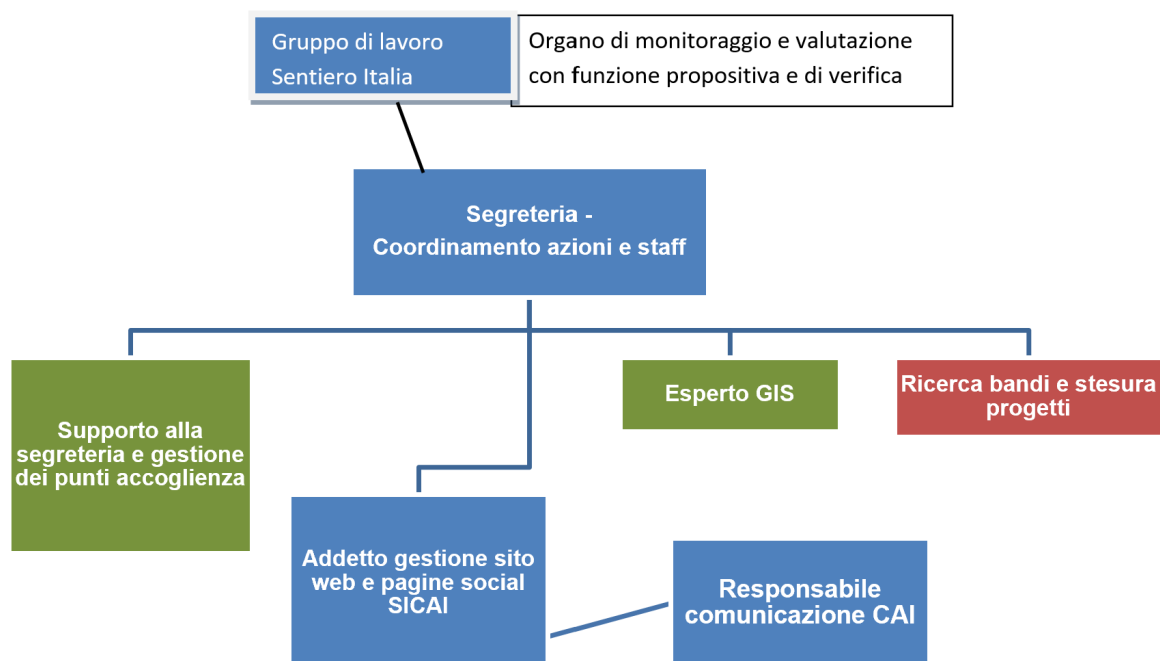 Gruppo di lavoro
Sentiero Italia
Organo di monitoraggio e valutazione
con funzione propositiva e di verifica
Segreteria -
Coordinamento azioni e staff
Supporto alla
segreteria e gestione
dei punti accoglienza
Esperto GIS
Ricerca bandi e stesura
progetti
Addetto gestione sito
web e pagine social
SICAI
Responsabile
comunicazione CAI